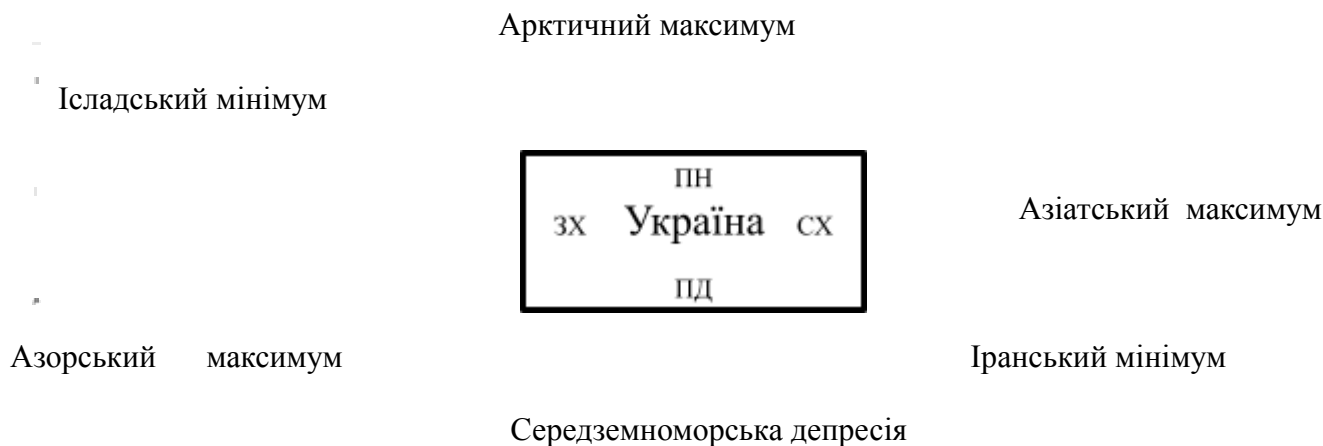 Арктичний максимум
Ісладський мінімум
ПН
ЗХ Україна СХ
Азіатський максимум
ПД
Азорський максимум
Іранський мінімум
Середземноморська депресія